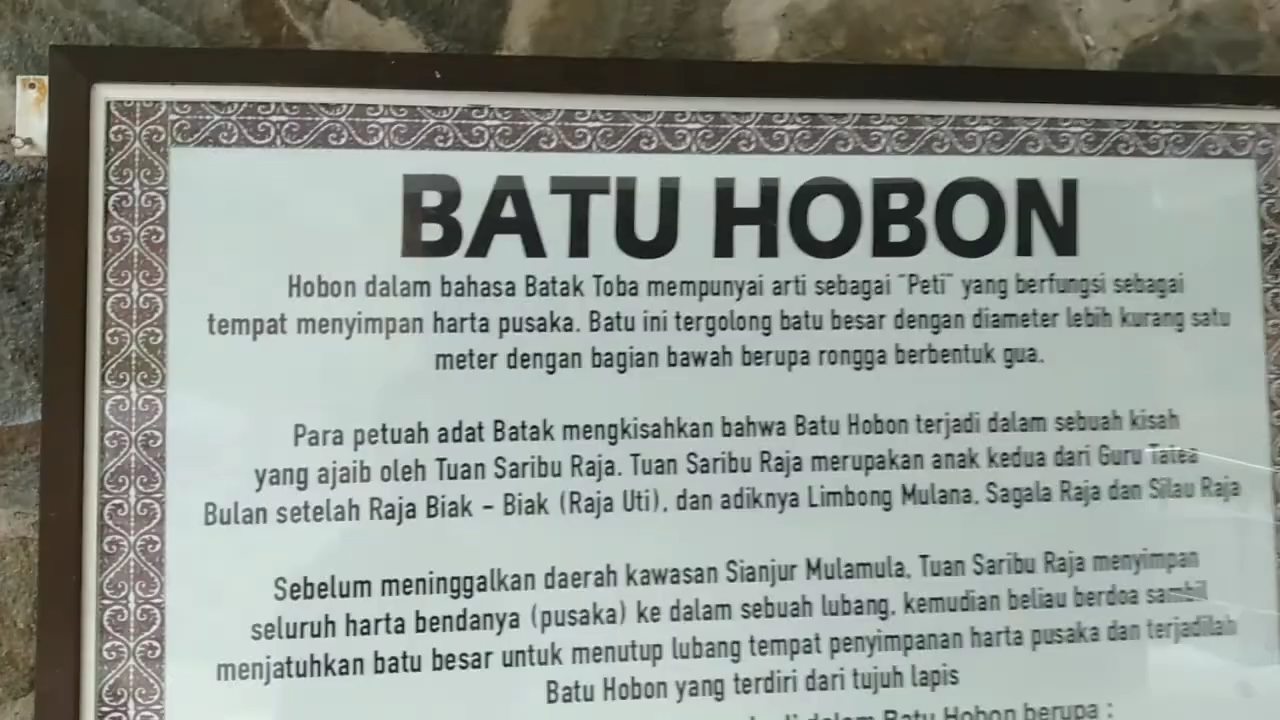 BATU HOBON
Hobon dalam bahasa Batak Toba mempunyai arti sebagai "Peti" yang berfungsi sebagai
tempat menyimpan harta pusaka. Batu ini tergolong batu besar dengan diameter lebih kurang satu
meter dengan bagian bawah berupa rongga berbentuk gua.
Para petuah adat Batak mengkisahkan bahwa Batu Hobon terjadi dalam sebuah kisah
yang ajaib oleh Tuan Saribu Raja. Tuan Saribu Raja merupakan anak kedua dari Guru Tatea
Bulan setelah Raja Biak - Biak (Raja Uti), dan adiknya Limbong Mulana, Sagala Raja dan Silau Raja
Sebelum meninggalkan daerah kawasan Sianjur Mulamula, Tuan Saribu Raja menyimpan
seluruh harta bendanya (pusaka) ke dalam sebuah lubang, kemudian beliau berdoa sambil
menjatuhkan batu besar untuk menutup lubang tempat penyimpanan harta pusaka dan terjadilah
Batu Hobon yang terdiri dari tujuh lapis
dalam Batu Hobon berupa :